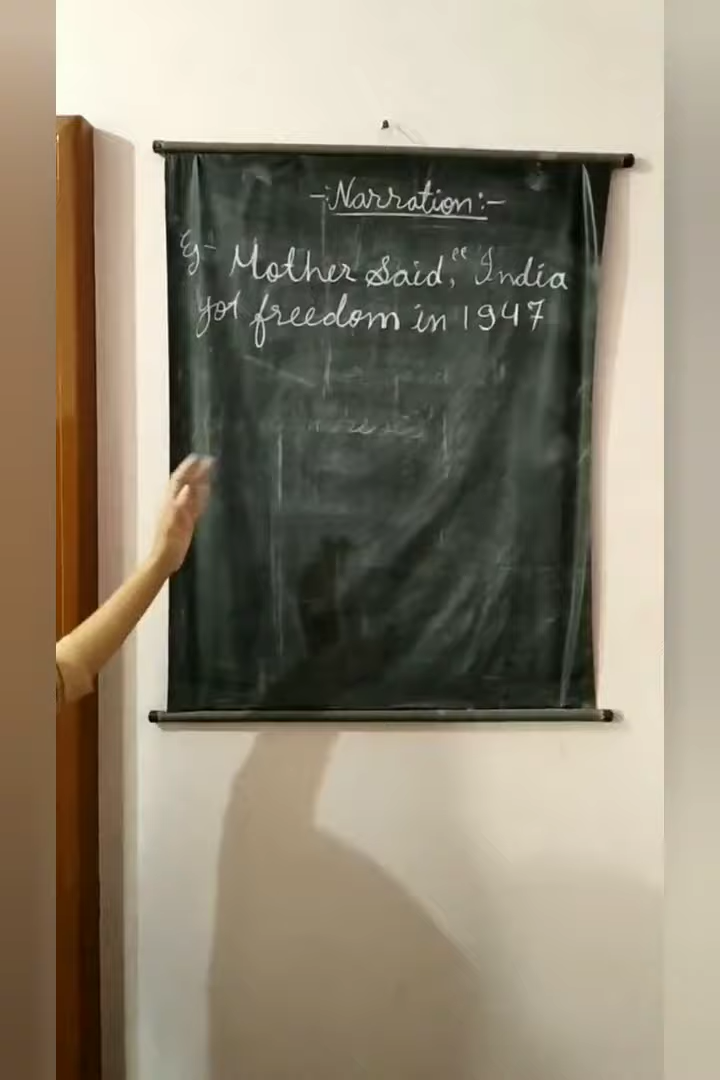 -:Narration:-
Eg- Mother Said, "India
got freedom in 1947